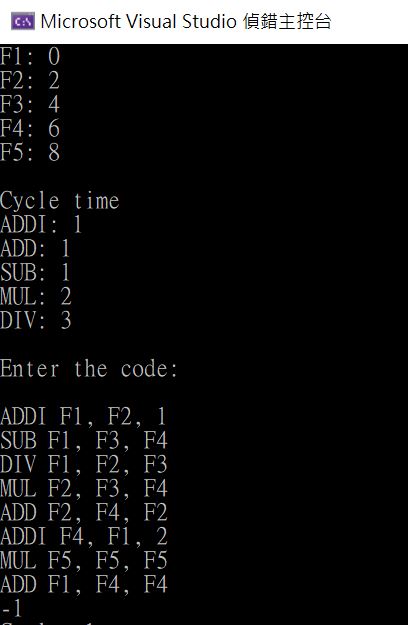 C:\ Microsoft Visual Studio 偵錯主控台
F1: 0
F2: 2
F3: 4
F4: 6
F5: 8
Cycle time
ADDI: 1
ADD: 1
SUB: 1
MUL: 2
DIV: 3
Enter the code:
ADDI F1, F2, 1
SUB F1, F3, F4
DIV F1, F2, F3
MUL F2, F3, F4
ADD F2, F4, F2
ADDI F4, F1, 2
MUL F5, F5, F5
ADD F1, F4, F4
-1